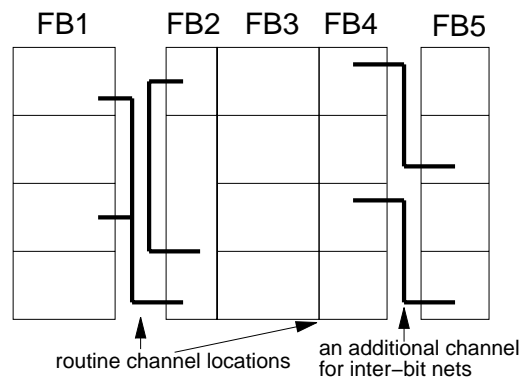 FB1 FB2 FB3 FB4 FB5
routine channel locations
an additional channel
for inter−bit nets